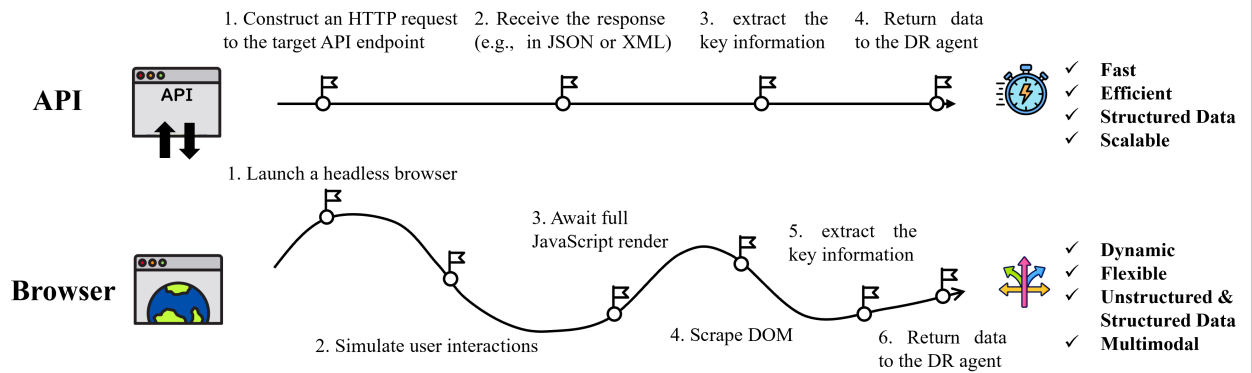 1. Construct an HTTP request
to the target API endpoint
2. Receive the response
(e.g., in JSON or XML)
3. extract the
key information
4. Return data
to the DR agent
API
API
✓ Fast
✓ Efficient
✓ Structured Data
✓ Scalable
1. Launch a headless browser
3. Await full
JavaScript render
5. extract the
key information
Browser
2. Simulate user interactions
4. Scrape DOM
6. Return data
to the DR agent
✓ Dynamic
✓ Flexible
✓ Unstructured &
Structured Data
✓ Multimodal